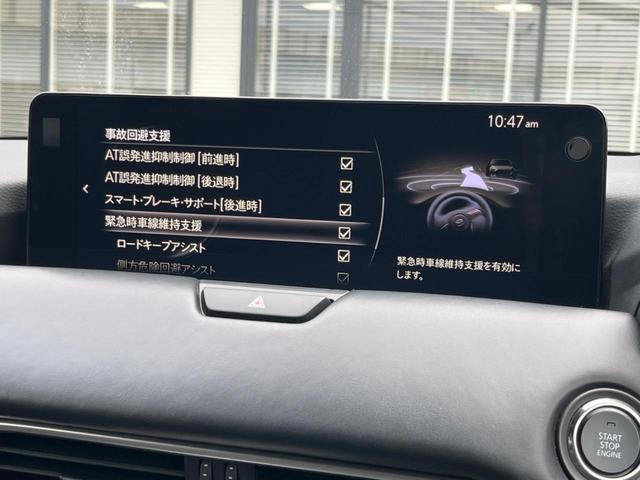 10:47 am
事故回避支援
AT誤発進抑制制御 [前進時]
AT誤発進抑制制御 [後退時]
スマート・ブレーキ・サポート[後進時]
緊急時車線維持支援
ロードキープアシスト
側方危険回避アシスト
緊急時車線維持支援を有効に
します。
START
STOP
ENGINE